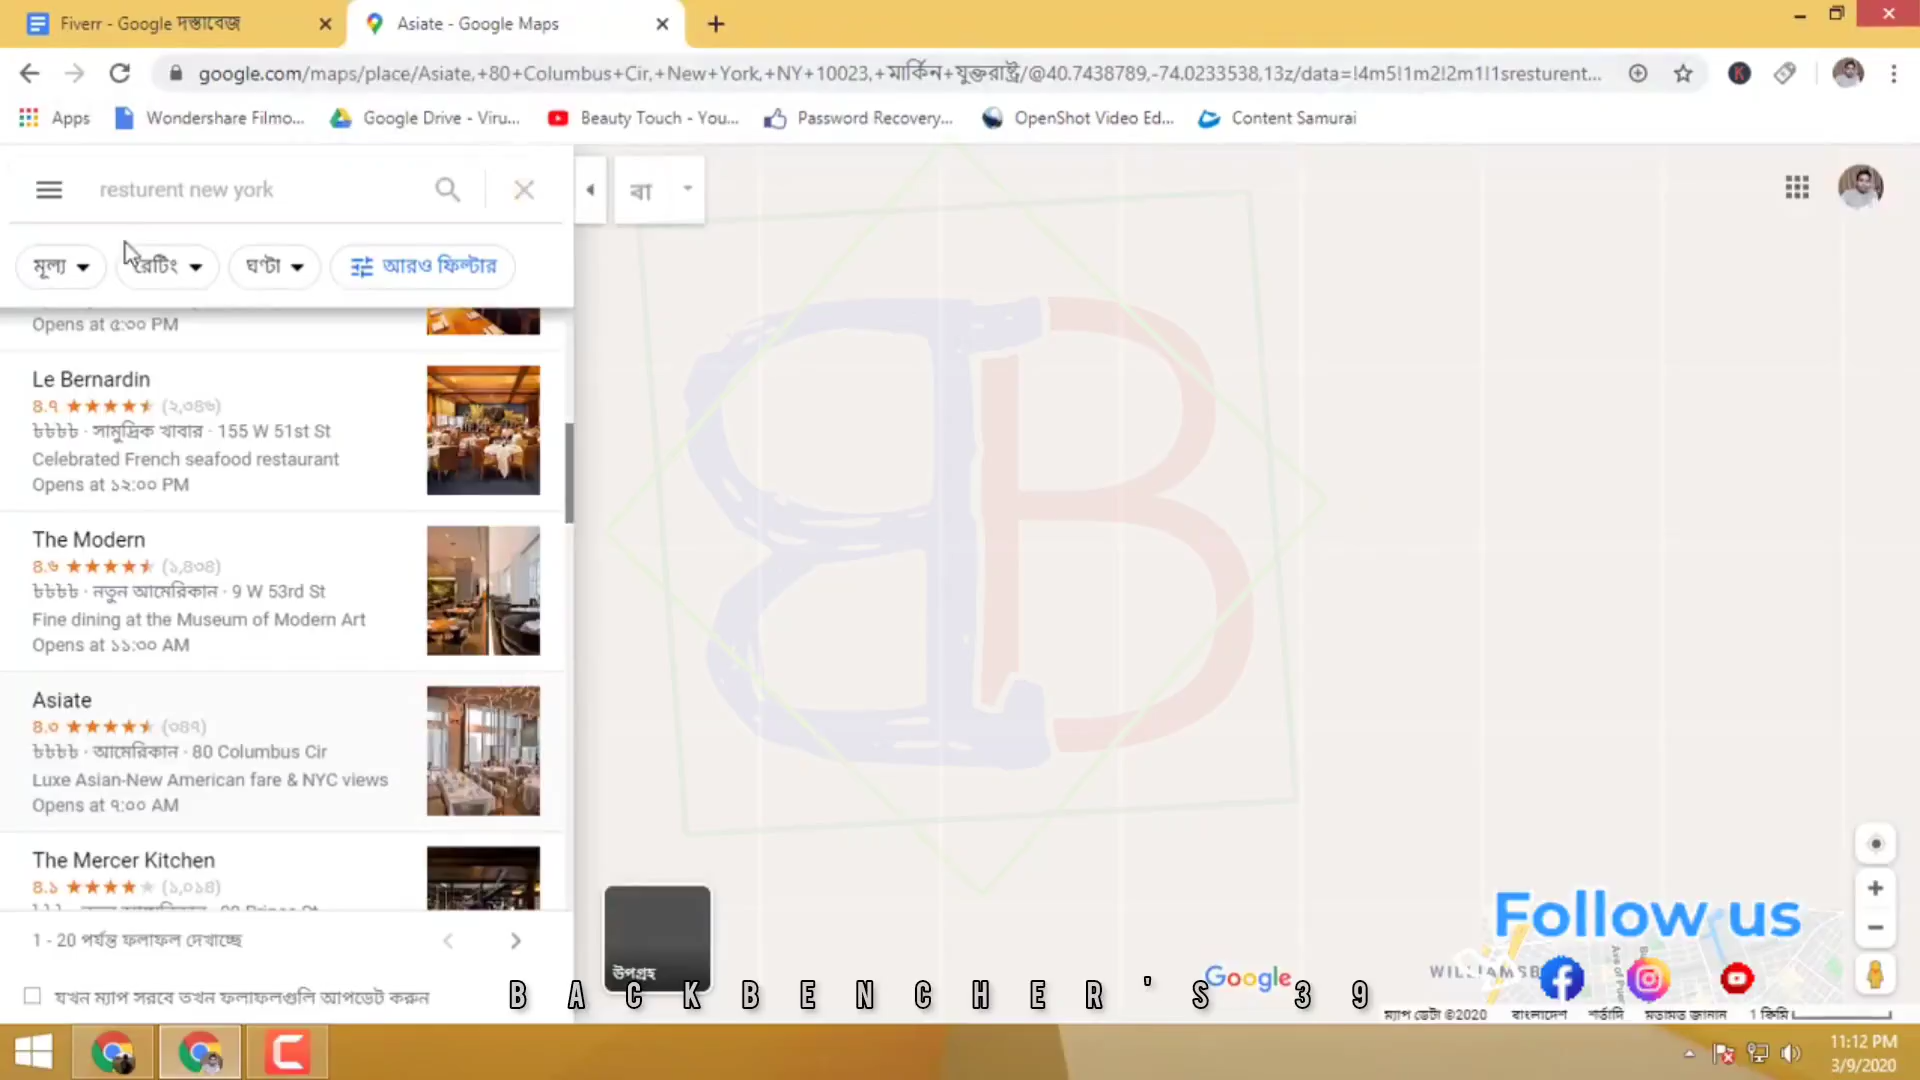 Fiverr - Google দস্তাবেজ
Asiate - Google Maps
google.com/maps/place/Asiate,+80+Columbus+Cir,+New+York,+NY+10023,+মার্কিন+যুক্তরাষ্ট্র/@40.7438789,-74.0233538,13z/data=!4m5!1m2!2m1!1sresturent...
Apps
Wondershare Filmo...
Google Drive - Viru...
Beauty Touch - You...
Password Recovery...
OpenShot Video Ed...
Content Samurai
resturent new york
বা
মূল্য
রেটিং
ঘণ্টা
আরও ফিল্টার
Opens at ৫:০০ PM
Le Bernardin
৪.৭ (২,৩৪৬)
৳৳৳৳ · সামুদ্রিক খাবার · 155 W 51st St
Celebrated French seafood restaurant
Opens at ১২:০০ PM
The Modern
৪.৬ (১,৪৩৪)
৳৳৳৳ · নতুন আমেরিকান · 9 W 53rd St
Fine dining at the Museum of Modern Art
Opens at ১১:০০ AM
Asiate
৪.৩ (৩৪৭)
৳৳৳৳ · আমেরিকান · 80 Columbus Cir
Luxe Asian-New American fare & NYC views
Opens at ৭:০০ AM
The Mercer Kitchen
৪.১ (১,০১৪)
1 - 20 পর্যন্ত ফলাফল দেখাচ্ছে
যখন ম্যাপ সরবে তখন ফলাফলগুলি আপডেট করুন
উপগ্রহ
BB
Follow us
WILLIAMSB
Google
BACKBENCHER'S 39
ম্যাপ ডেটা ©2020 বাংলাদেশ শর্তাদি মতামত জানান 1 কিমি
11:12 PM
3/9/2020